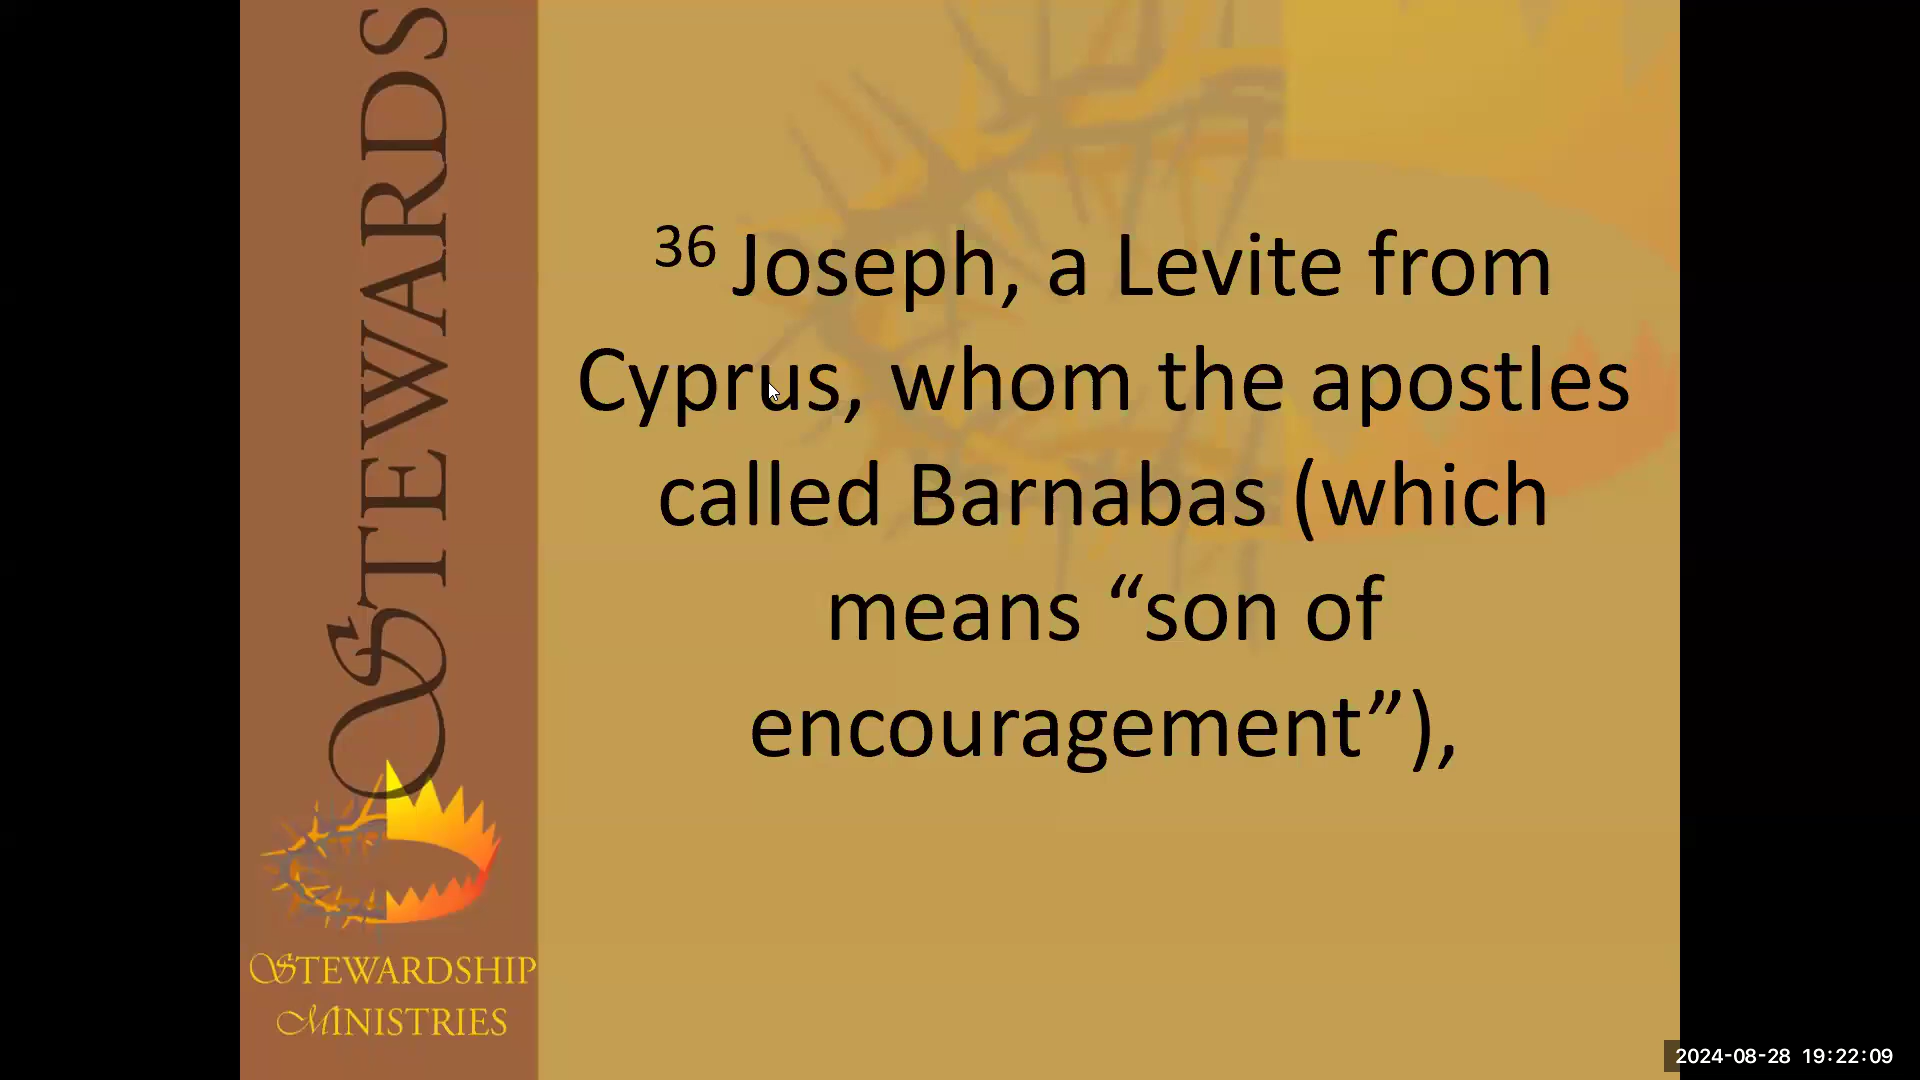 STEWARDS
36 Joseph, a Levite from
Cyprus, whom the apostles
called Barnabas (which
means “son of
encouragement”),
STEWARDSHIP
MINISTRIES
2024-08-28 19:22:09